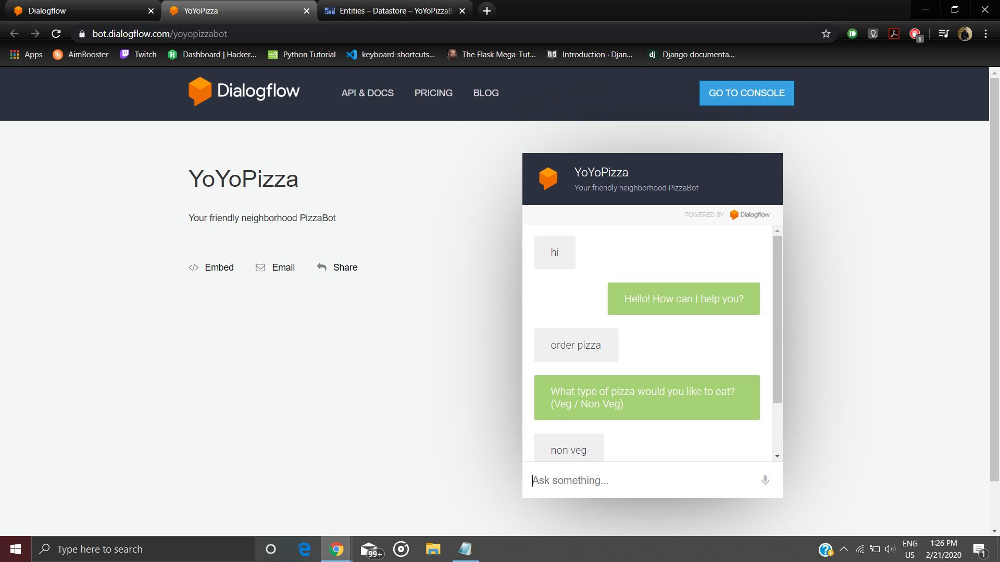 Dialogflow
YoYoPizza
Entities – Datastore – YoYoPizzaB
bot.dialogflow.com/yoyopizzabot
1
Apps
AimBooster
Twitch
Dashboard | Hacker...
Python Tutorial
keyboard-shortcuts...
The Flask Mega-Tut...
Introduction · Djan...
dj
Django documenta...
Dialogflow
API & DOCS
PRICING
BLOG
GO TO CONSOLE
YoYoPizza
Your friendly neighborhood PizzaBot
</> Embed
Email
Share
YoYoPizza
Your friendly neighborhood PizzaBot
POWERED BY Dialogflow
hi
Hello! How can I help you?
order pizza
What type of pizza would you like to eat?
(Veg / Non-Veg)
non veg
Ask something...
Type here to search
99+
ENG
US
1:26 PM
2/21/2020
1